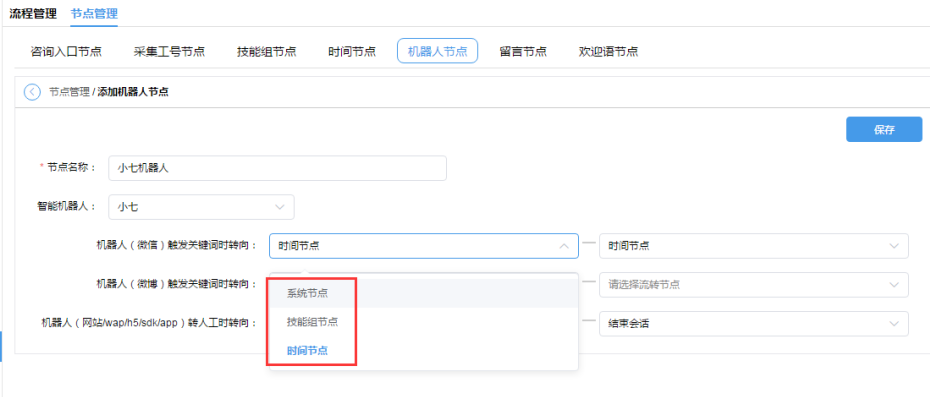 流程管理 节点管理
咨询入口节点 采集工号节点 技能组节点 时间节点 机器人节点 留言节点 欢迎语节点
节点管理 / 添加机器人节点
保存
* 节点名称： 小七机器人
智能机器人： 小七
机器人（微信）触发关键词时转向： 时间节点 — 时间节点
机器人（微博）触发关键词时转向： — 请选择流转节点
系统节点
机器人（网站/wap/h5/sdk/app）转人工时转向： 技能组节点 — 结束会话
时间节点